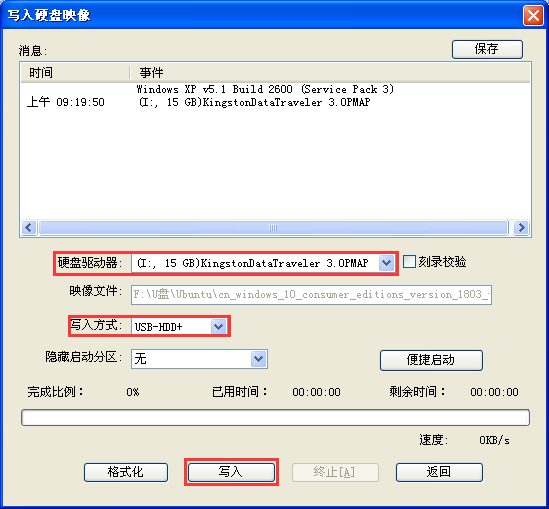 写入硬盘映像
消息:
保存
时间 事件
Windows XP v5.1 Build 2600 (Service Pack 3)
上午 09:19:50 (I:, 15 GB)KingstonDataTraveler 3.0PMAP
硬盘驱动器: (I:, 15 GB)KingstonDataTraveler 3.0PMAP 刻录校验
映像文件: F:\U盘\Ubuntu\cn_windows_10_consumer_editions_version_1803_
写入方式: USB-HDD+
隐藏启动分区: 无 便捷启动
完成比例: 0% 已用时间: 00:00:00 剩余时间: 00:00:00
速度: 0KB/s
格式化 写入 终止[A] 返回